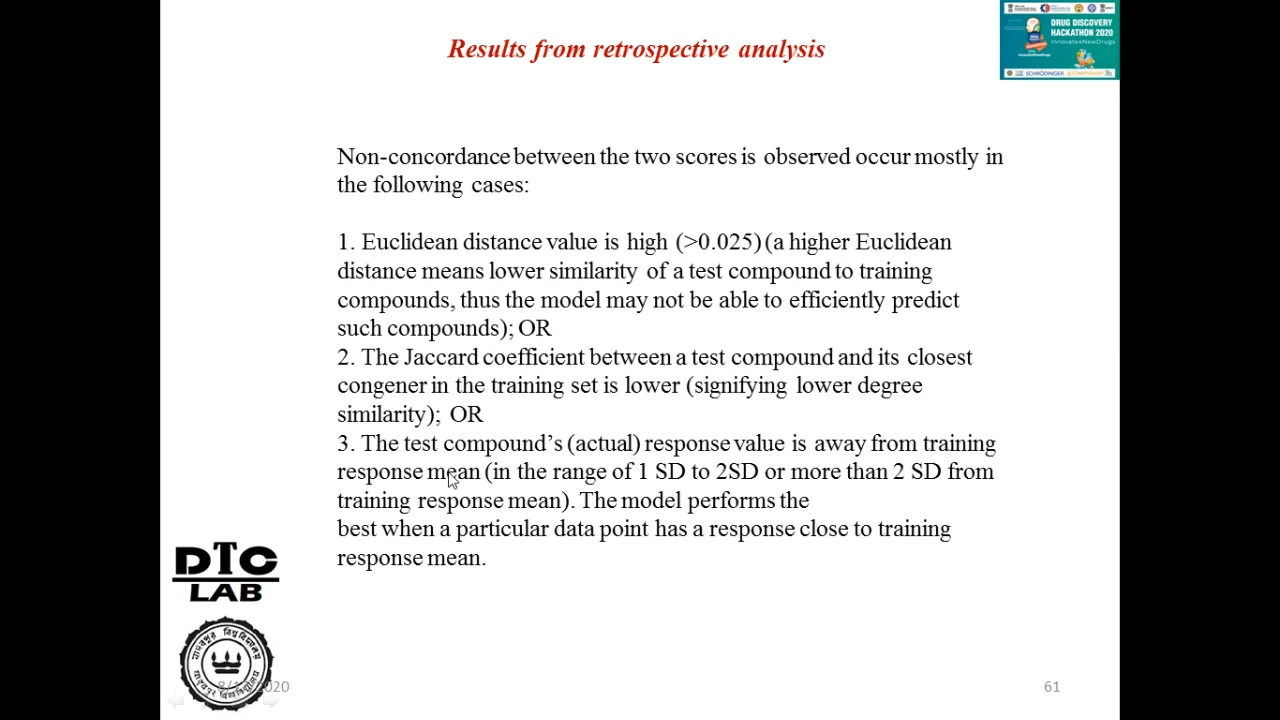 Results from retrospective analysis
DRUG DISCOVERY
HACKATHON 2020
SCHRÖDINGER
Non-concordance between the two scores is observed occur mostly in
the following cases:
1. Euclidean distance value is high (>0.025) (a higher Euclidean
distance means lower similarity of a test compound to training
compounds, thus the model may not be able to efficiently predict
such compounds); OR
2. The Jaccard coefficient between a test compound and its closest
congener in the training set is lower (signifying lower degree
similarity); OR
3. The test compound’s (actual) response value is away from training
response mean (in the range of 1 SD to 2SD or more than 2 SD from
training response mean). The model performs the
best when a particular data point has a response close to training
response mean.
DTC
LAB
যাদবপুর বিশ্ববিদ্যালয়
2020
61